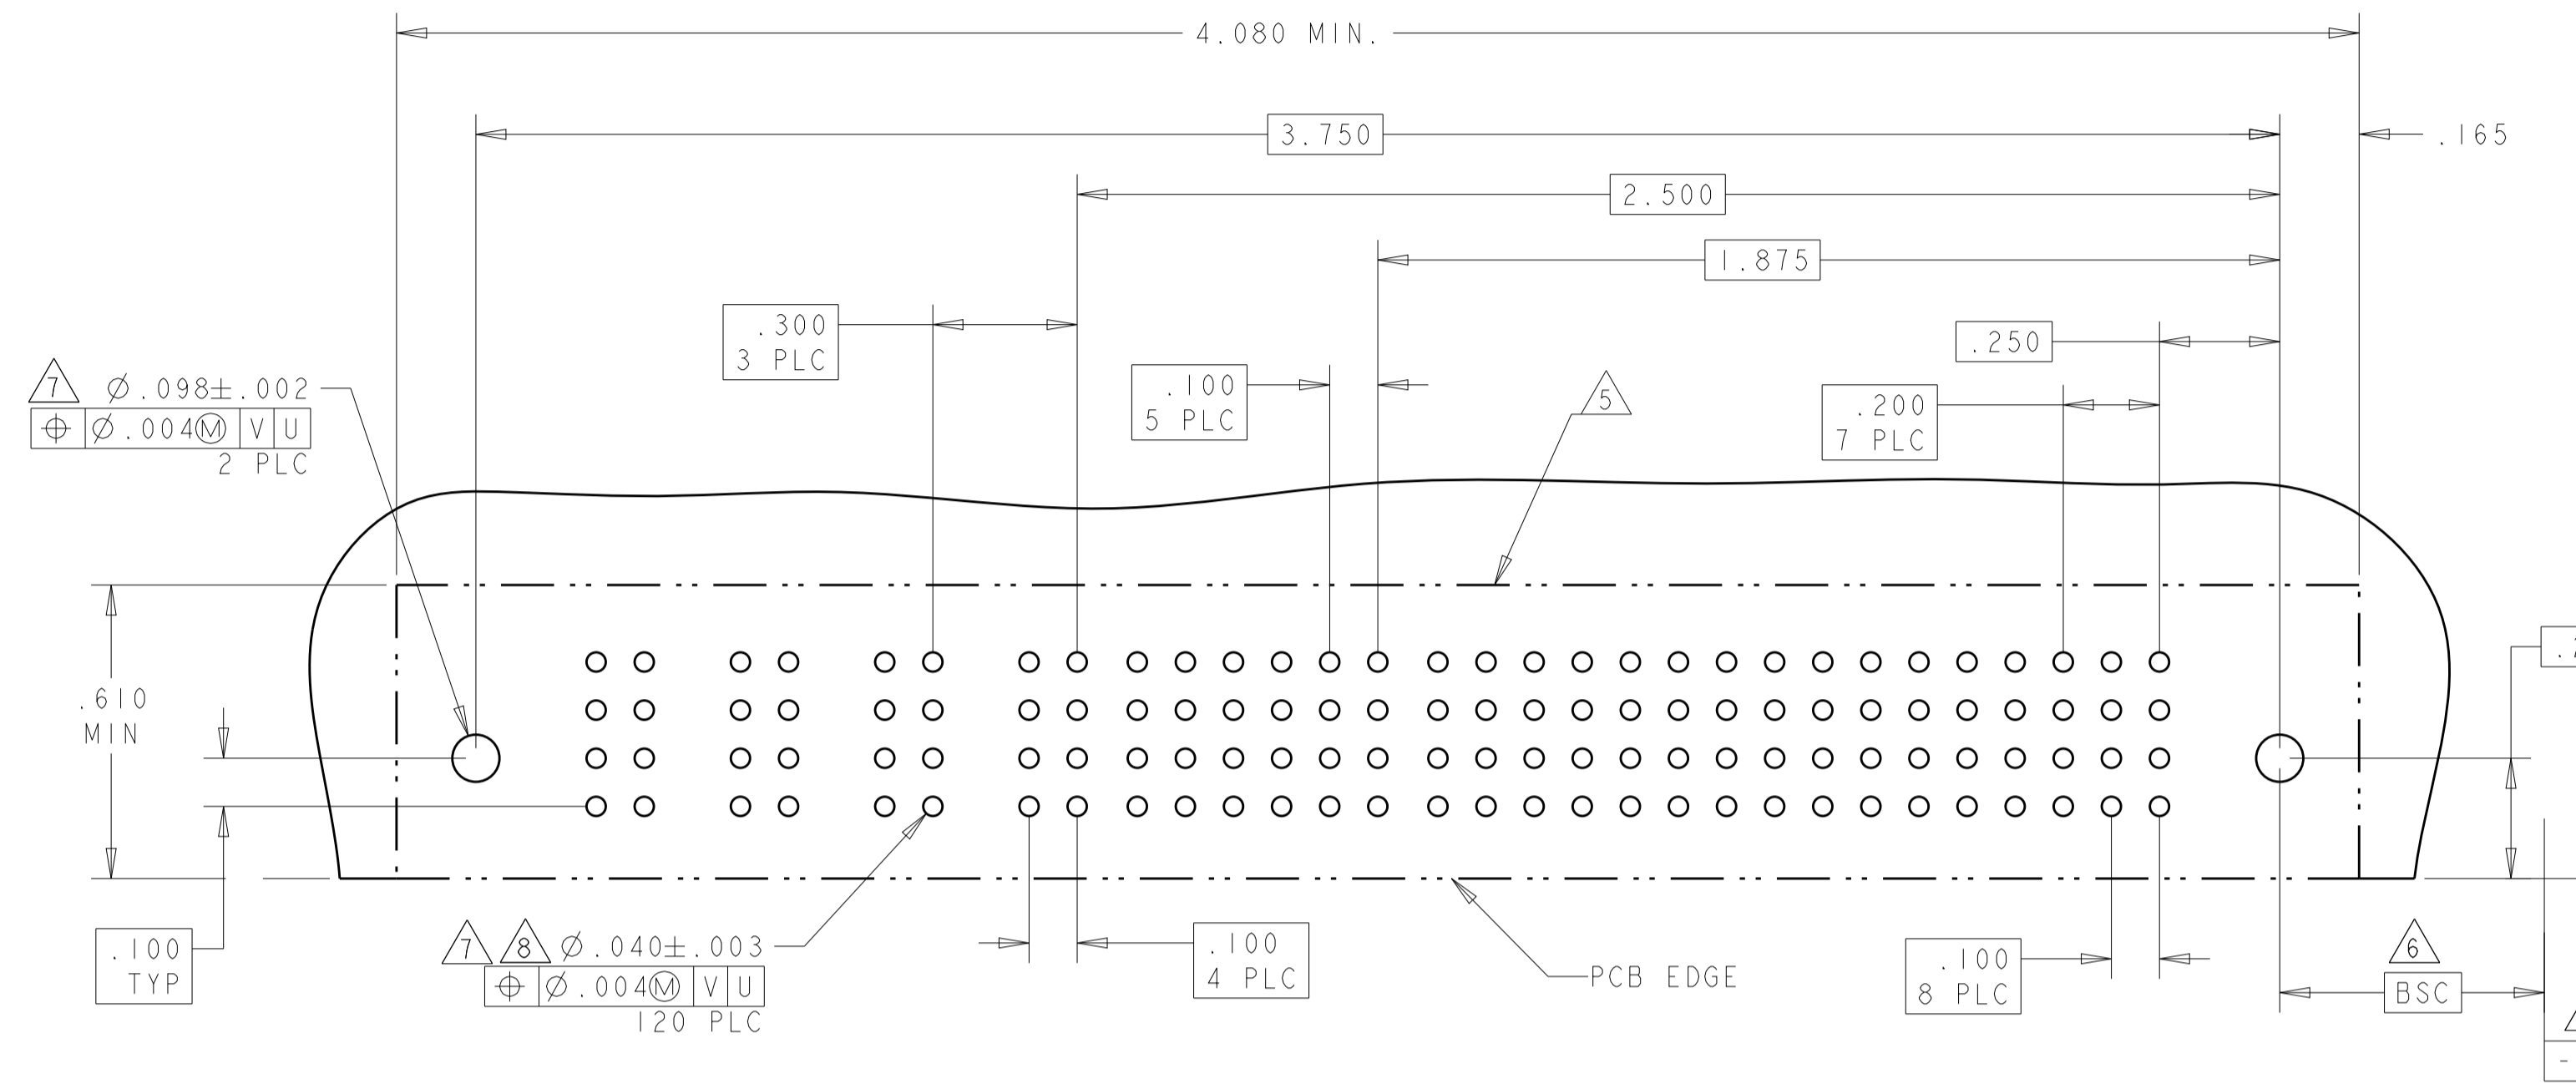 4.080 MIN.
3.750
.165
2.500
1.875
.300
3 PLC
.250
.100
5 PLC
5
.200
7 PLC
7 Ø.098±.002
⌖ Ø.004Ⓜ V U
2 PLC
.610
MIN
.100
TYP
7 8 Ø.040±.003
⌖ Ø.004Ⓜ V U
120 PLC
.100
4 PLC
PCB EDGE
.100
8 PLC
6
BSC